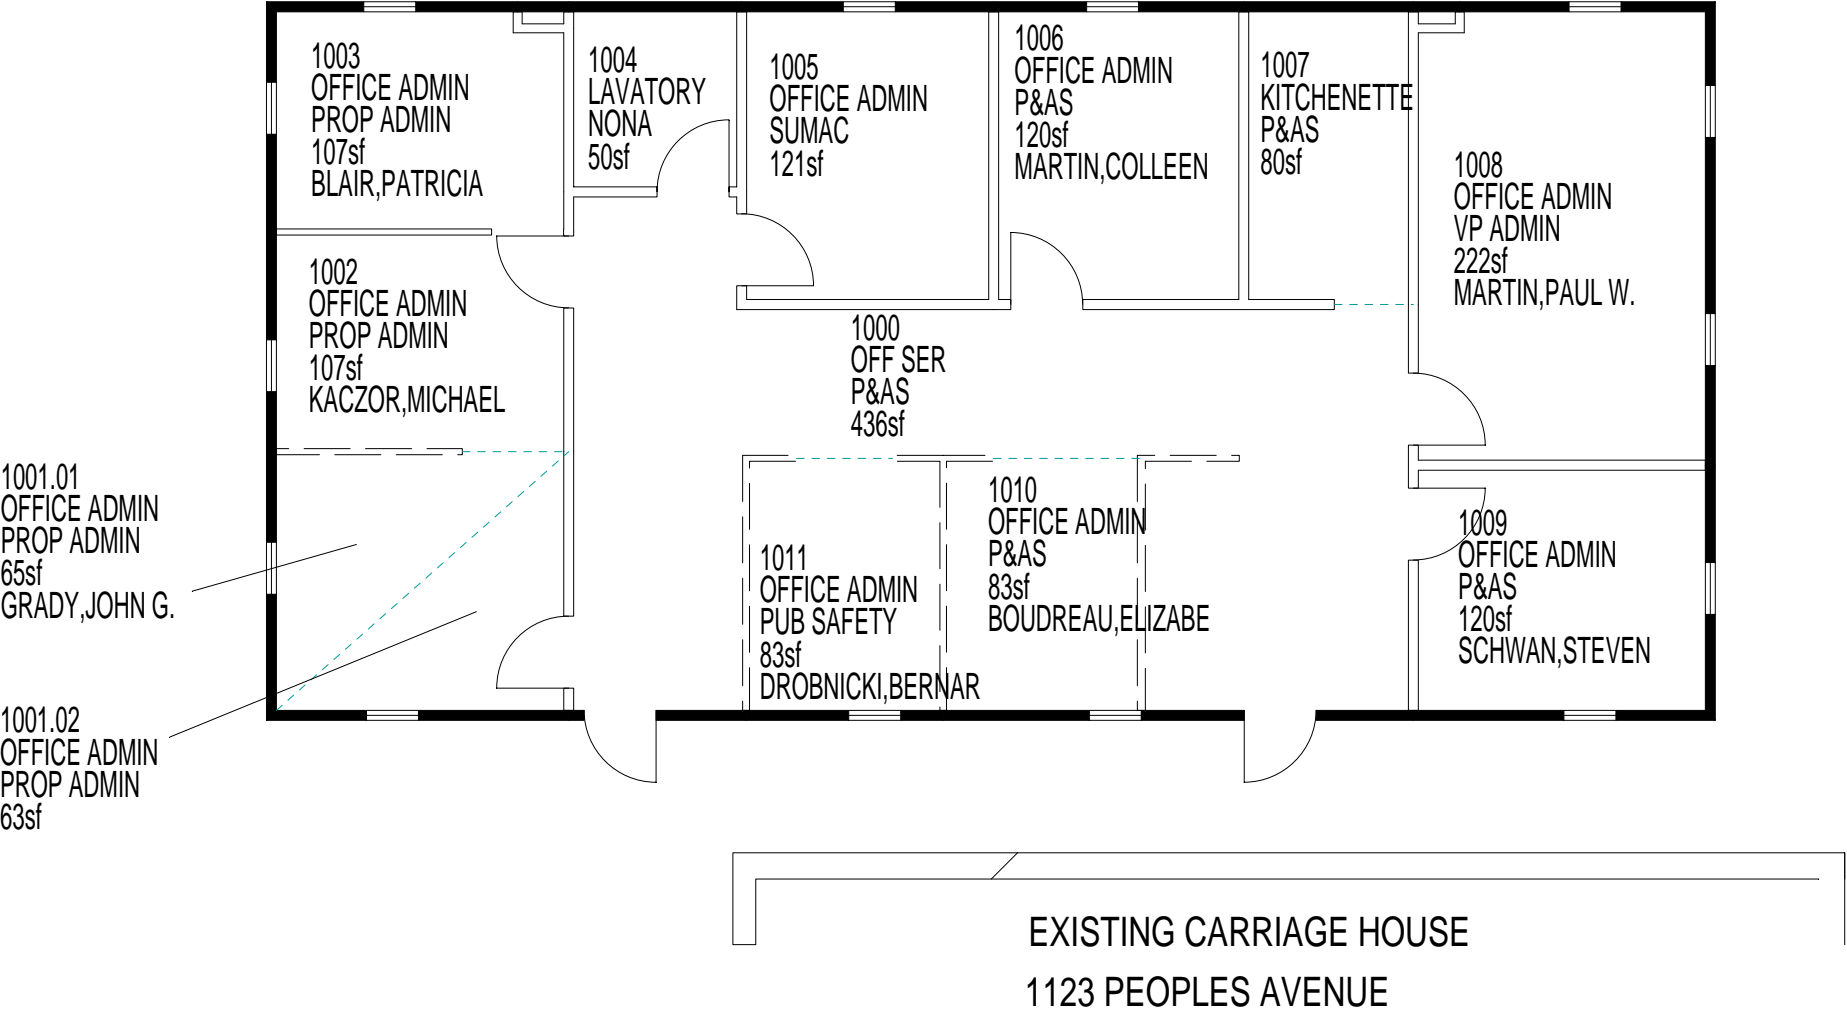 1003
OFFICE ADMIN
PROP ADMIN
107sf
BLAIR,PATRICIA
1004
LAVATORY
NONA
50sf
1005
OFFICE ADMIN
SUMAC
121sf
1006
OFFICE ADMIN
P&AS
120sf
MARTIN,COLLEEN
1007
KITCHENETTE
P&AS
80sf
1008
OFFICE ADMIN
VP ADMIN
222sf
MARTIN,PAUL W.
1002
OFFICE ADMIN
PROP ADMIN
107sf
KACZOR,MICHAEL
1000
OFF SER
P&AS
436sf
1001.01
OFFICE ADMIN
PROP ADMIN
65sf
GRADY,JOHN G.
1011
OFFICE ADMIN
PUB SAFETY
83sf
DROBNICKI,BERNAR
1010
OFFICE ADMIN
P&AS
83sf
BOUDREAU,ELIZABE
1009
OFFICE ADMIN
P&AS
120sf
SCHWAN,STEVEN
1001.02
OFFICE ADMIN
PROP ADMIN
63sf
EXISTING CARRIAGE HOUSE
1123 PEOPLES AVENUE